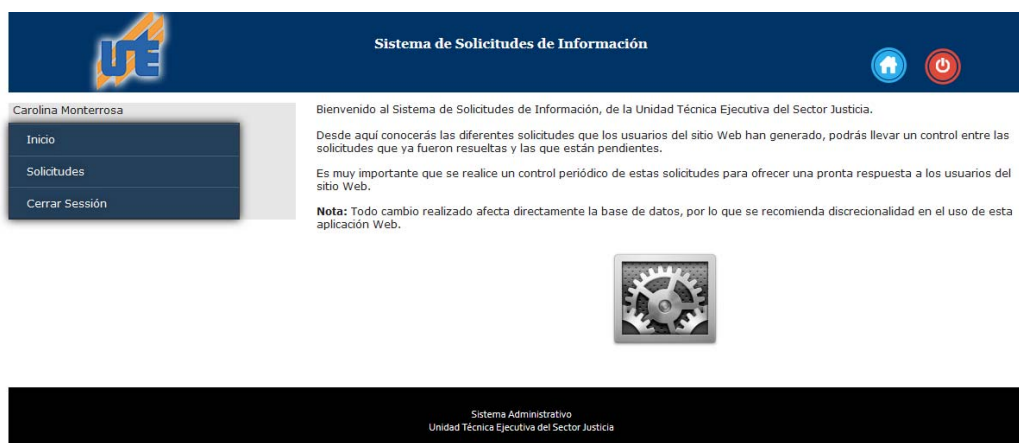 ute
Sistema de Solicitudes de Información
Carolina Monterrosa
Inicio
Solicitudes
Cerrar Sessión
Bienvenido al Sistema de Solicitudes de Información, de la Unidad Técnica Ejecutiva del Sector Justicia.
Desde aquí conocerás las diferentes solicitudes que los usuarios del sitio Web han generado, podrás llevar un control entre las
solicitudes que ya fueron resueltas y las que están pendientes.
Es muy importante que se realice un control periódico de estas solicitudes para ofrecer una pronta respuesta a los usuarios del
sitio Web.
Nota: Todo cambio realizado afecta directamente la base de datos, por lo que se recomienda discrecionalidad en el uso de esta
aplicación Web.
Sistema Administrativo
Unidad Técnica Ejecutiva del Sector Justicia